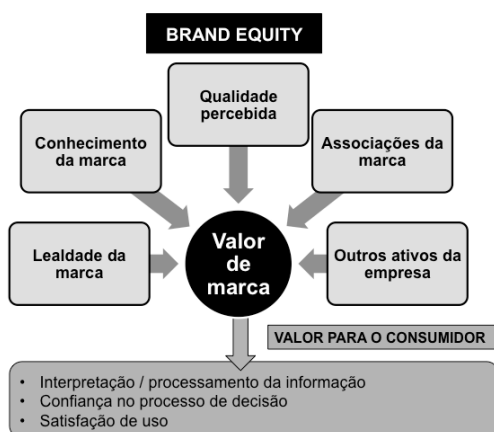 BRAND EQUITY
Qualidade
percebida
Conhecimento
da marca
Associações da
marca
Lealdade da
marca
Valor
de
marca
Outros ativos da
empresa
VALOR PARA O CONSUMIDOR
• Interpretação / processamento da informação
• Confiança no processo de decisão
• Satisfação de uso